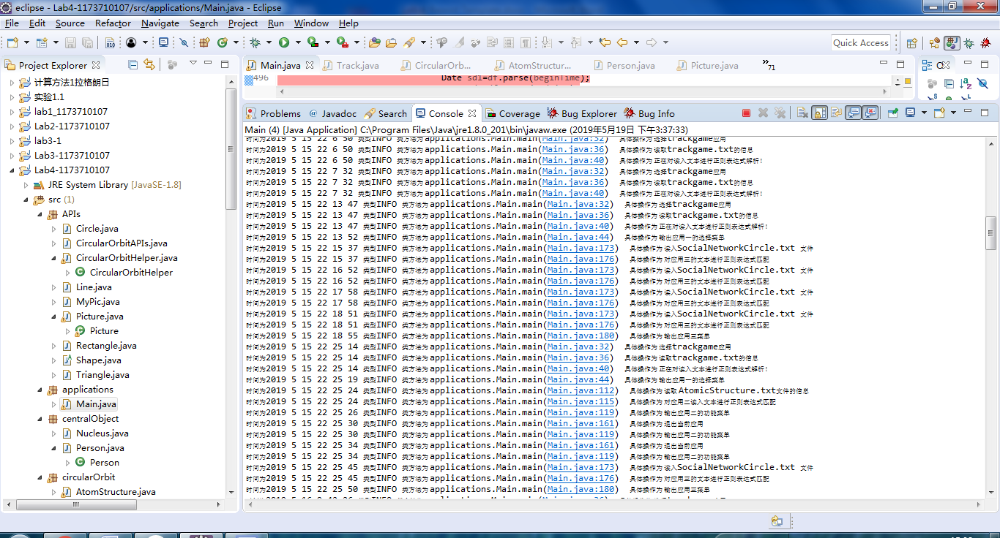 eclipse - Lab4-1173710107/src/applications/Main.java - Eclipse
File Edit Source Refactor Navigate Search Project Run Window Help
Quick Access
Project Explorer
计算方法1拉格朗日
实验1.1
lab1_1173710107
Lab2-1173710107
lab3-1
Lab3-1173710107
Lab4-1173710107
JRE System Library [JavaSE-1.8]
src (1)
APIs
Circle.java
CircularOrbitAPIs.java
CircularOrbitHelper.java
CircularOrbitHelper
Line.java
MyPic.java
Picture.java
Picture
Rectangle.java
Shape.java
Triangle.java
applications
Main.java
centralObject
Nucleus.java
Person.java
Person
circularOrbit
AtomStructure.java
Main.java Track.java CircularOrb... AtomStructur... Person.java Picture.java »71
496 Date sd1=df.parse(beginTime);
Problems @ Javadoc Search Console Coverage Bug Explorer Bug Info
Main (4) [Java Application] C:\Program Files\Java\jre1.8.0_201\bin\javaw.exe (2019年5月19日 下午3:37:33)
时间为2019 5 15 22 6 50 类型INFO 类方法为applications.Main.main(Main.java:32) 具体操作为 选择trackgame应用
时间为2019 5 15 22 6 50 类型INFO 类方法为applications.Main.main(Main.java:36) 具体操作为 读取trackgame.txt的信息
时间为2019 5 15 22 6 50 类型INFO 类方法为applications.Main.main(Main.java:40) 具体操作为 正在对读入文本进行正则表达式解析!
时间为2019 5 15 22 7 32 类型INFO 类方法为applications.Main.main(Main.java:32) 具体操作为 选择trackgame应用
时间为2019 5 15 22 7 32 类型INFO 类方法为applications.Main.main(Main.java:36) 具体操作为 读取trackgame.txt的信息
时间为2019 5 15 22 7 32 类型INFO 类方法为applications.Main.main(Main.java:40) 具体操作为 正在对读入文本进行正则表达式解析!
时间为2019 5 15 22 13 47 类型INFO 类方法为applications.Main.main(Main.java:32) 具体操作为 选择trackgame应用
时间为2019 5 15 22 13 47 类型INFO 类方法为applications.Main.main(Main.java:36) 具体操作为 读取trackgame.txt的信息
时间为2019 5 15 22 13 47 类型INFO 类方法为applications.Main.main(Main.java:40) 具体操作为 正在对读入文本进行正则表达式解析!
时间为2019 5 15 22 13 52 类型INFO 类方法为applications.Main.main(Main.java:44) 具体操作为 输出应用一的选择菜单
时间为2019 5 15 22 15 37 类型INFO 类方法为applications.Main.main(Main.java:173) 具体操作为 读入SocialNetworkCircle.txt 文件
时间为2019 5 15 22 15 37 类型INFO 类方法为applications.Main.main(Main.java:176) 具体操作为 对应用三的文本进行正则表达式匹配
时间为2019 5 15 22 16 52 类型INFO 类方法为applications.Main.main(Main.java:173) 具体操作为 读入SocialNetworkCircle.txt 文件
时间为2019 5 15 22 16 52 类型INFO 类方法为applications.Main.main(Main.java:176) 具体操作为 对应用三的文本进行正则表达式匹配
时间为2019 5 15 22 17 58 类型INFO 类方法为applications.Main.main(Main.java:173) 具体操作为 读入SocialNetworkCircle.txt 文件
时间为2019 5 15 22 17 58 类型INFO 类方法为applications.Main.main(Main.java:176) 具体操作为 对应用三的文本进行正则表达式匹配
时间为2019 5 15 22 18 51 类型INFO 类方法为applications.Main.main(Main.java:173) 具体操作为 读入SocialNetworkCircle.txt 文件
时间为2019 5 15 22 18 51 类型INFO 类方法为applications.Main.main(Main.java:176) 具体操作为 对应用三的文本进行正则表达式匹配
时间为2019 5 15 22 18 55 类型INFO 类方法为applications.Main.main(Main.java:180) 具体操作为 输出应用三菜单
时间为2019 5 15 22 25 14 类型INFO 类方法为applications.Main.main(Main.java:32) 具体操作为 选择trackgame应用
时间为2019 5 15 22 25 14 类型INFO 类方法为applications.Main.main(Main.java:36) 具体操作为 读取trackgame.txt的信息
时间为2019 5 15 22 25 14 类型INFO 类方法为applications.Main.main(Main.java:40) 具体操作为 正在对读入文本进行正则表达式解析!
时间为2019 5 15 22 25 19 类型INFO 类方法为applications.Main.main(Main.java:44) 具体操作为 输出应用一的选择菜单
时间为2019 5 15 22 25 24 类型INFO 类方法为applications.Main.main(Main.java:112) 具体操作为 读取AtomicStructure.txt文件的信息
时间为2019 5 15 22 25 24 类型INFO 类方法为applications.Main.main(Main.java:115) 具体操作为 对应用二读入文本进行正则表达式匹配
时间为2019 5 15 22 25 26 类型INFO 类方法为applications.Main.main(Main.java:119) 具体操作为 输出应用二的功能菜单
时间为2019 5 15 22 25 30 类型INFO 类方法为applications.Main.main(Main.java:161) 具体操作为 退出当前应用
时间为2019 5 15 22 25 30 类型INFO 类方法为applications.Main.main(Main.java:119) 具体操作为 输出应用二的功能菜单
时间为2019 5 15 22 25 34 类型INFO 类方法为applications.Main.main(Main.java:161) 具体操作为 退出当前应用
时间为2019 5 15 22 25 34 类型INFO 类方法为applications.Main.main(Main.java:119) 具体操作为 输出应用二的功能菜单
时间为2019 5 15 22 25 45 类型INFO 类方法为applications.Main.main(Main.java:173) 具体操作为 读入SocialNetworkCircle.txt 文件
时间为2019 5 15 22 25 45 类型INFO 类方法为applications.Main.main(Main.java:176) 具体操作为 对应用三的文本进行正则表达式匹配
时间为2019 5 15 22 25 50 类型INFO 类方法为applications.Main.main(Main.java:180) 具体操作为 输出应用三菜单